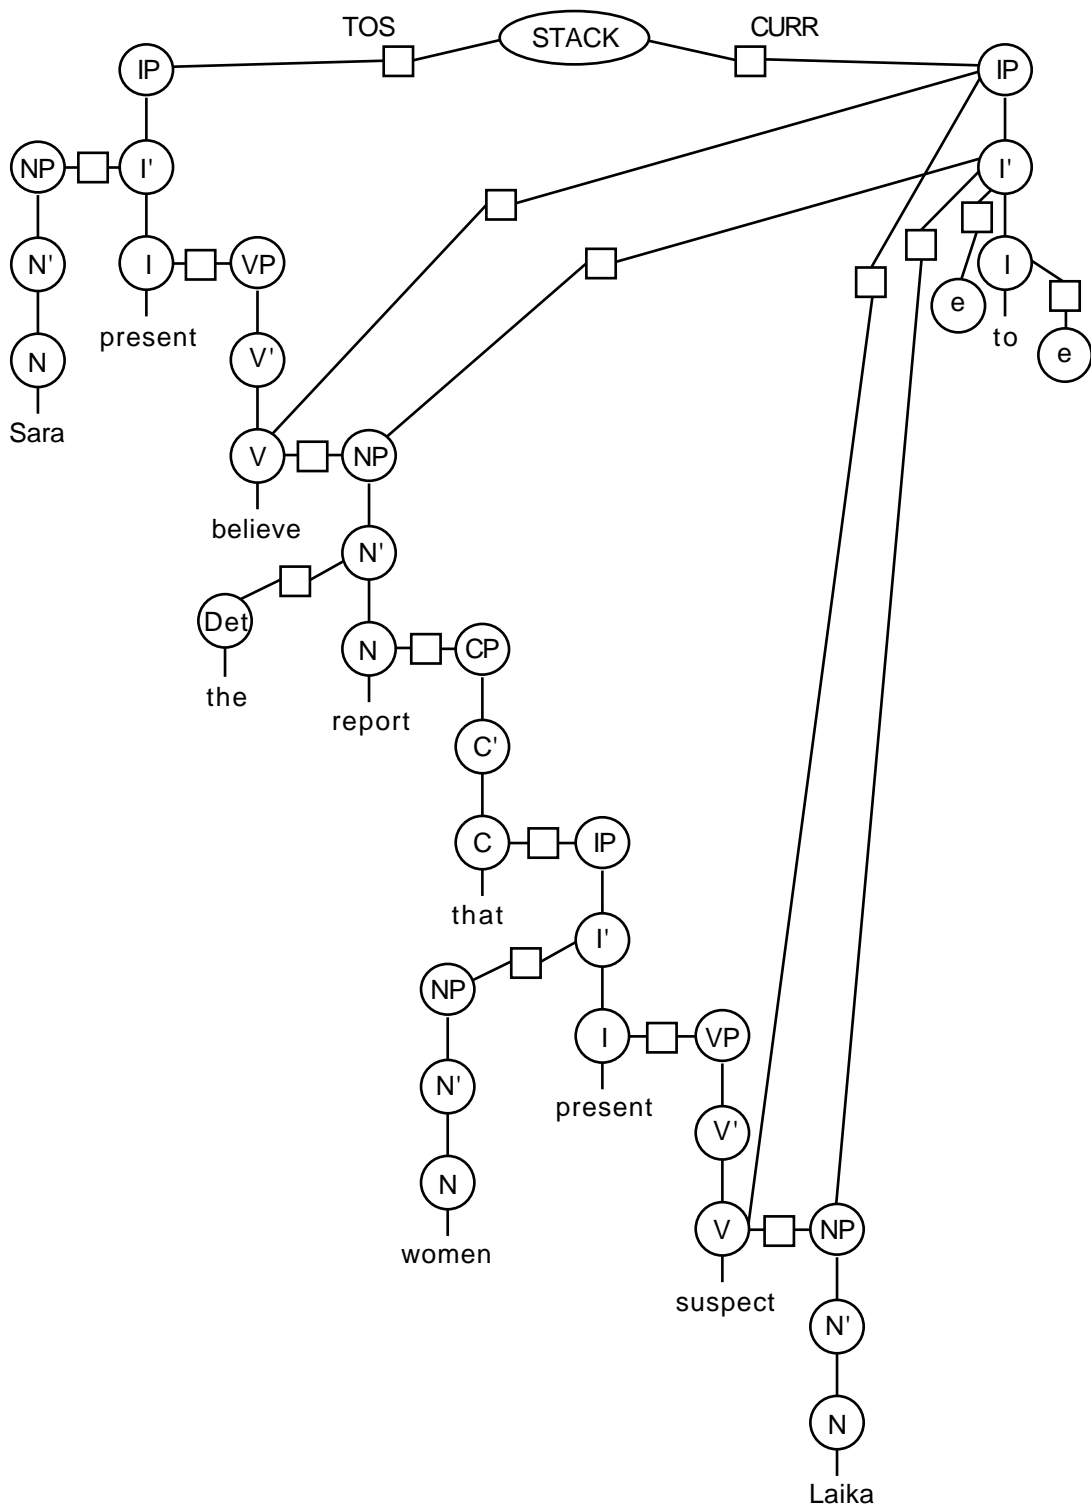 TOS STACK CURR
IP IP
NP I' I'
N' I VP I
present e to
N V' e
Sara
V NP
believe
N'
Det
the
N CP
report
C'
C IP
that
I'
NP
I VP
present
N'
V'
N
women
V NP
suspect
N'
N
Laika